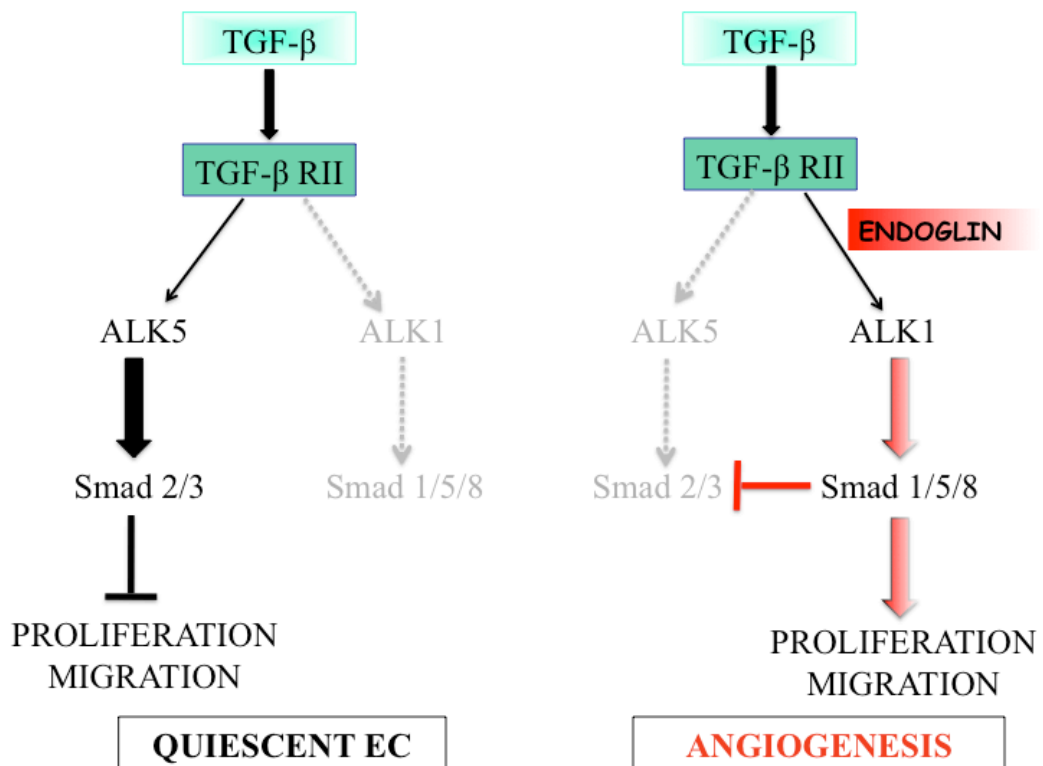 TGF-β
TGF-β RII
ALK5
ALK1
Smad 2/3
Smad 1/5/8
PROLIFERATION
MIGRATION
QUIESCENT EC
TGF-β
TGF-β RII
ENDOGLIN
ALK5
ALK1
Smad 2/3
Smad 1/5/8
PROLIFERATION
MIGRATION
ANGIOGENESIS